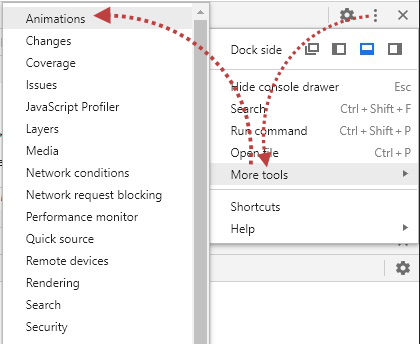 Animations
Changes
Coverage
Issues
JavaScript Profiler
Layers
Media
Network conditions
Network request blocking
Performance monitor
Quick source
Remote devices
Rendering
Search
Security
Dock side
Hide console drawer Esc
Search Ctrl + Shift + F
Run command Ctrl + Shift + P
Open file Ctrl + P
More tools
Shortcuts
Help